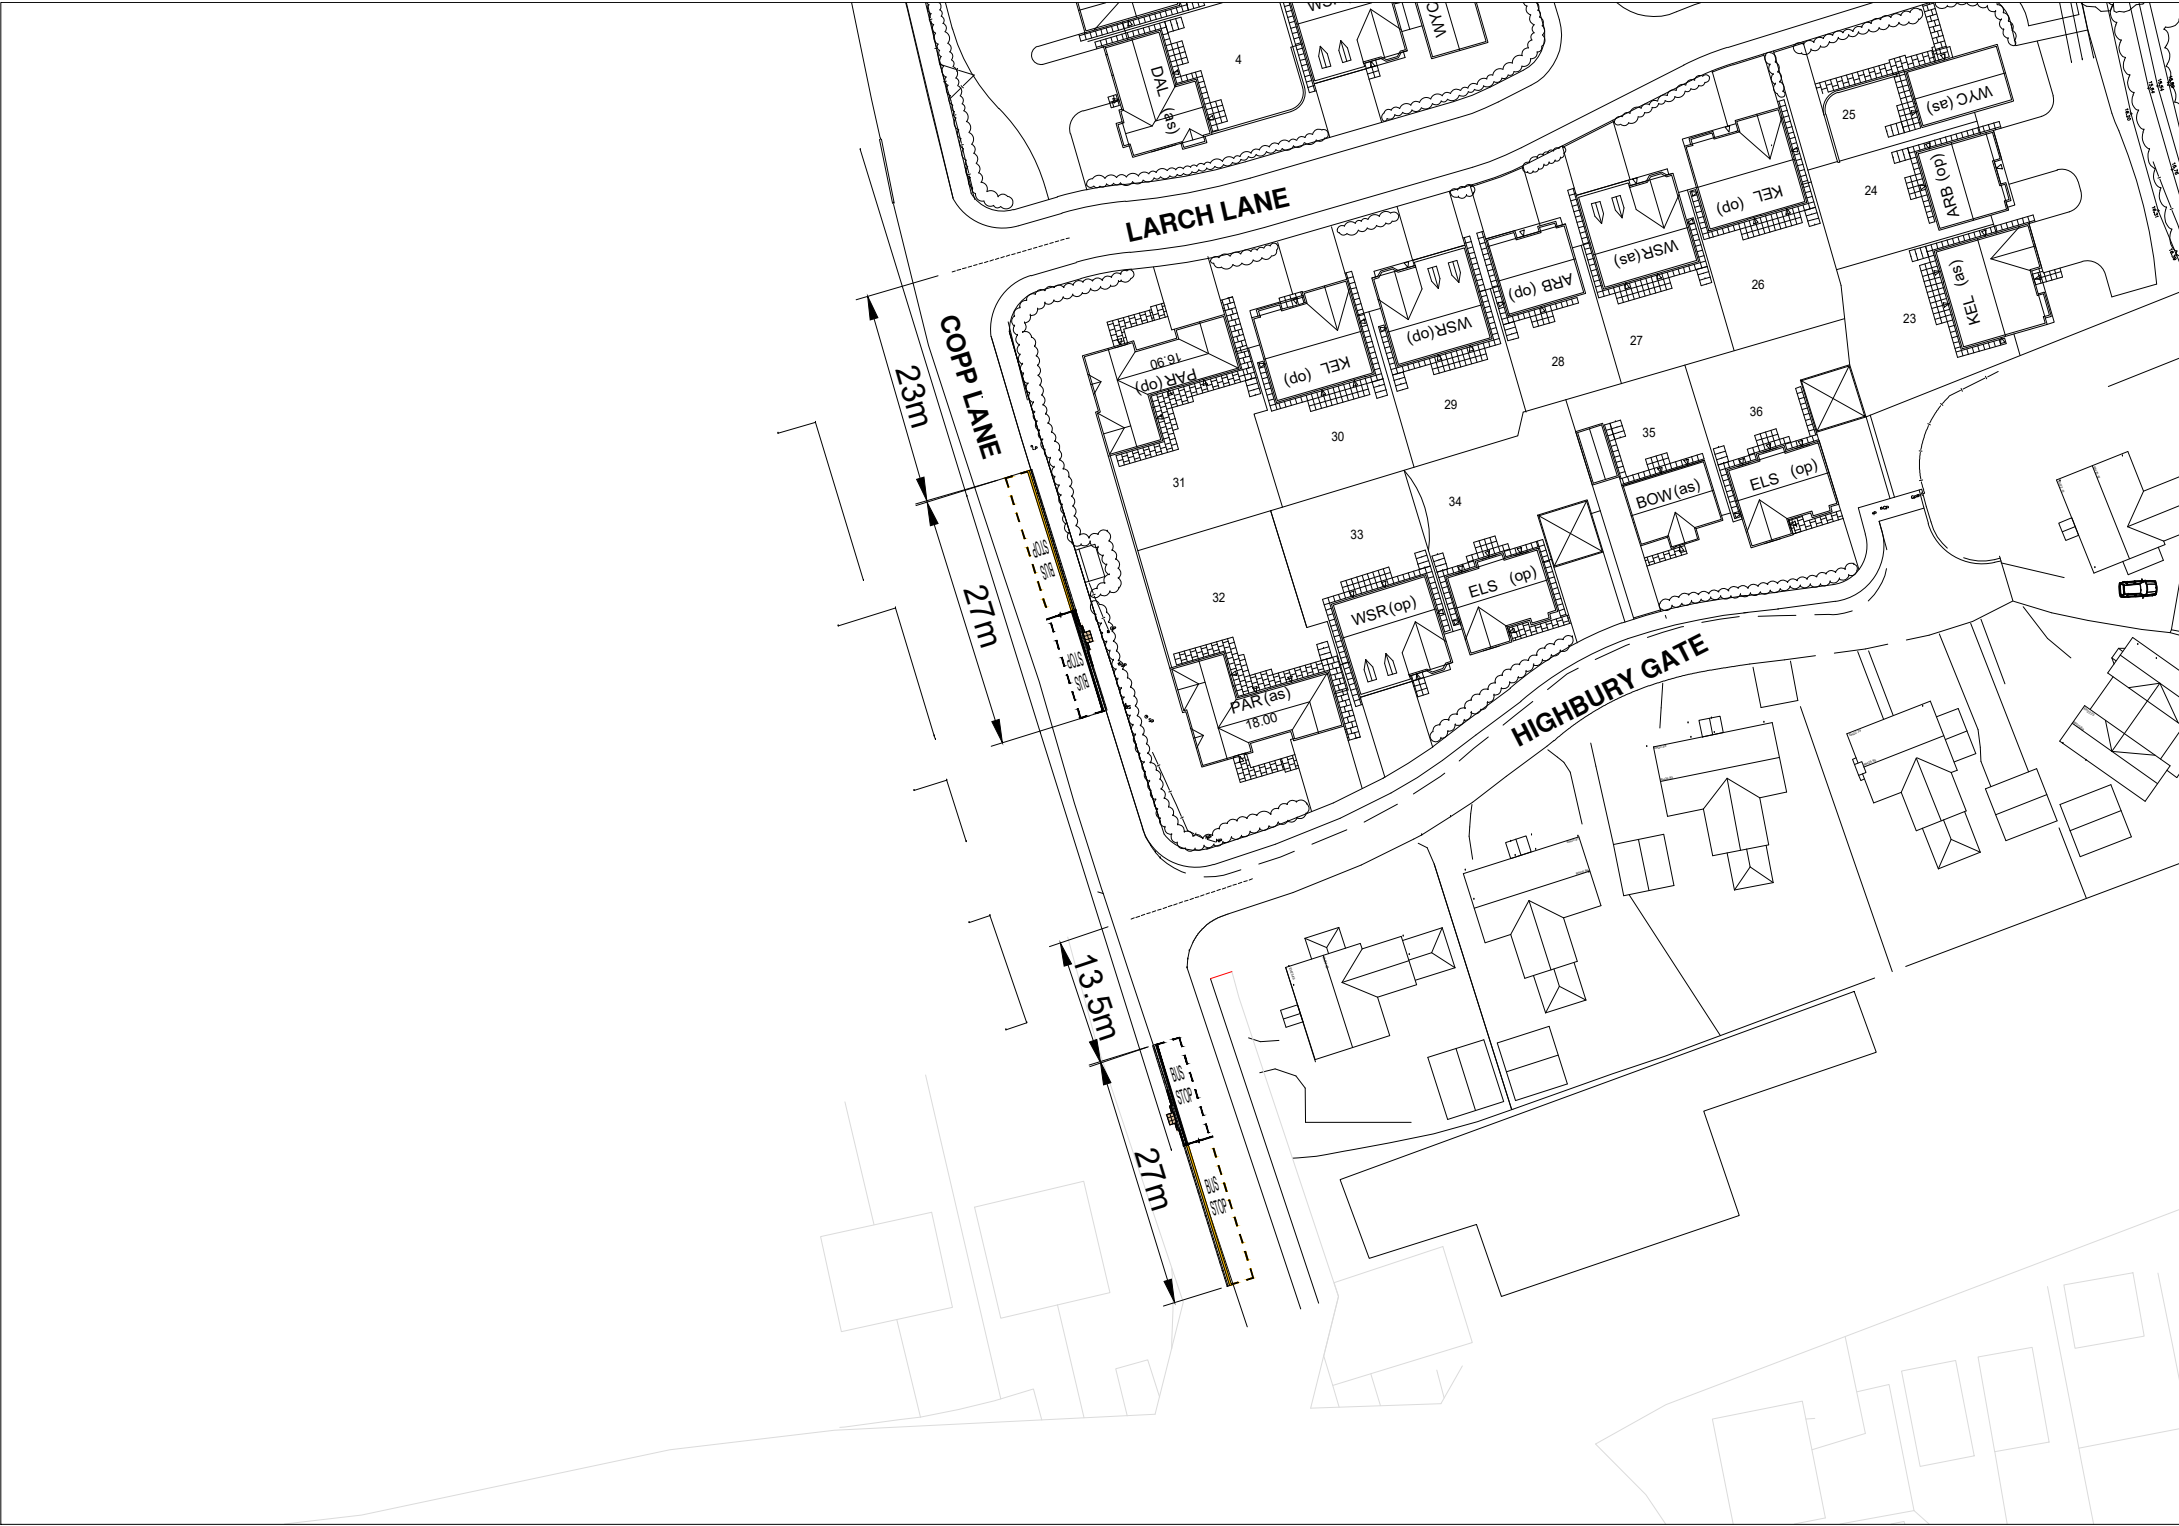 4
DAL
(as)
WYC
LARCH LANE
COPP LANE
25
WYC (as)
24
ARB (op)
23
KEL (as)
KEL (op)
26
WSR (as)
27
ARB (op)
28
WSR (op)
29
KEL (op)
30
16.90
PAR (op)
31
23m
27m
BUS
STOP
BUS
STOP
32
33
34
35
36
BOW (as)
ELS (op)
ELS (op)
WSR (op)
PAR (as)
18.00
HIGHBURY GATE
13.5m
27m
BUS
STOP
BUS
STOP